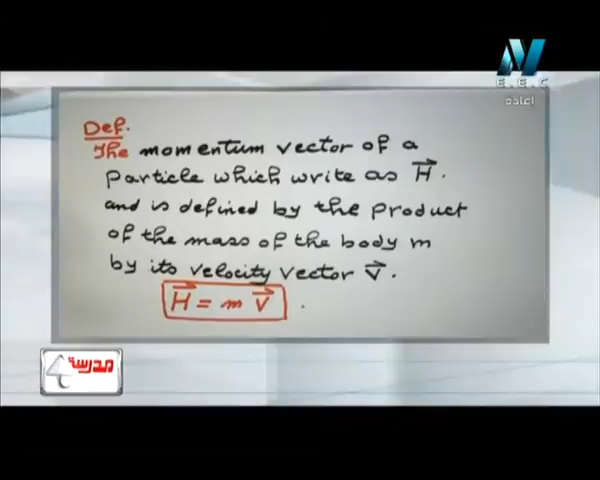 E.E.C
اعادة
Def.
The momentum vector of a
particle which write as H⃗.
and is defined by the product
of the mass of the body m
by its velocity vector V⃗.
H⃗ = m V⃗
مدرسة